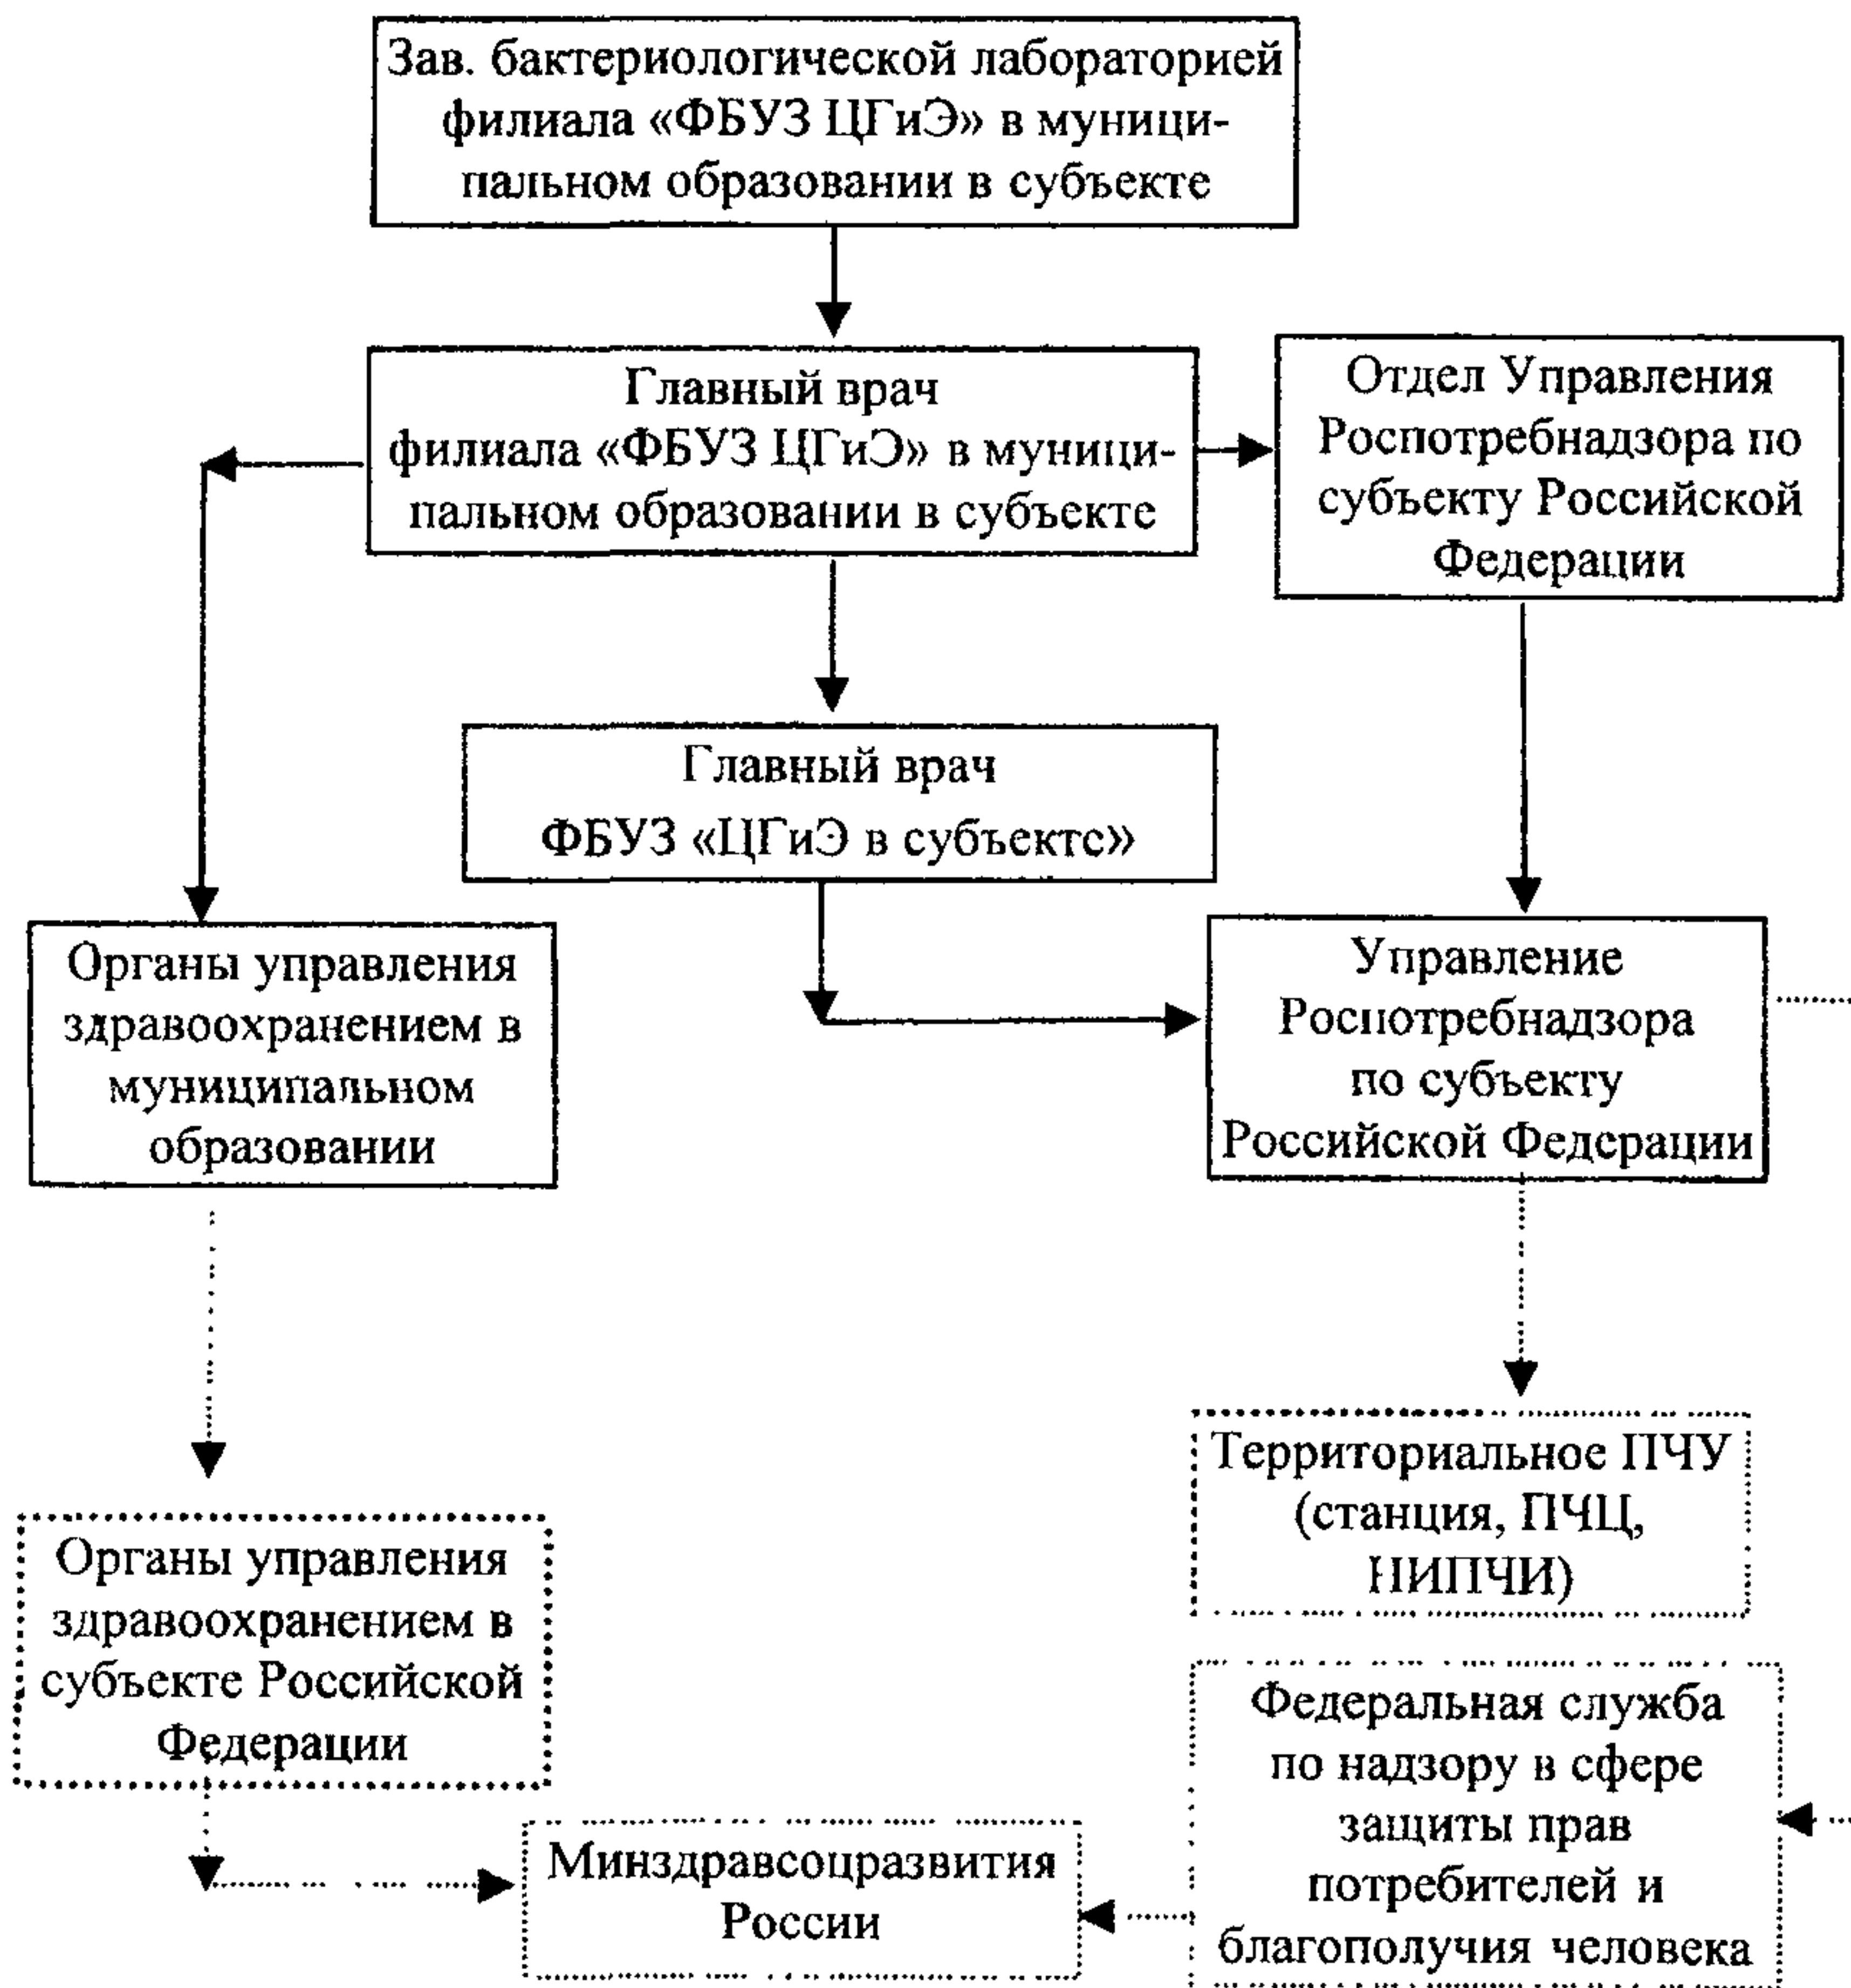 Зав. бактериологической лабораторией
филиала «ФБУЗ ЦГиЭ» в муници-
пальном образовании в субъекте
Главный врач
филиала «ФБУЗ ЦГиЭ» в муници-
пальном образовании в субъекте
Отдел Управления
Роспотребнадзора по
субъекту Российской
Федерации
Главный врач
ФБУЗ «ЦГиЭ в субъекте»
Органы управления
здравоохранением в
муниципальном
образовании
Управление
Роспотребнадзора
по субъекту
Российской Федерации
Территориальное ПЧУ
(станция, ПЧЦ,
НИПЧИ)
Органы управления
здравоохранением в
субъекте Российской
Федерации
Федеральная служба
по надзору в сфере
защиты прав
потребителей и
благополучия человека
Минздравсоцразвития
России